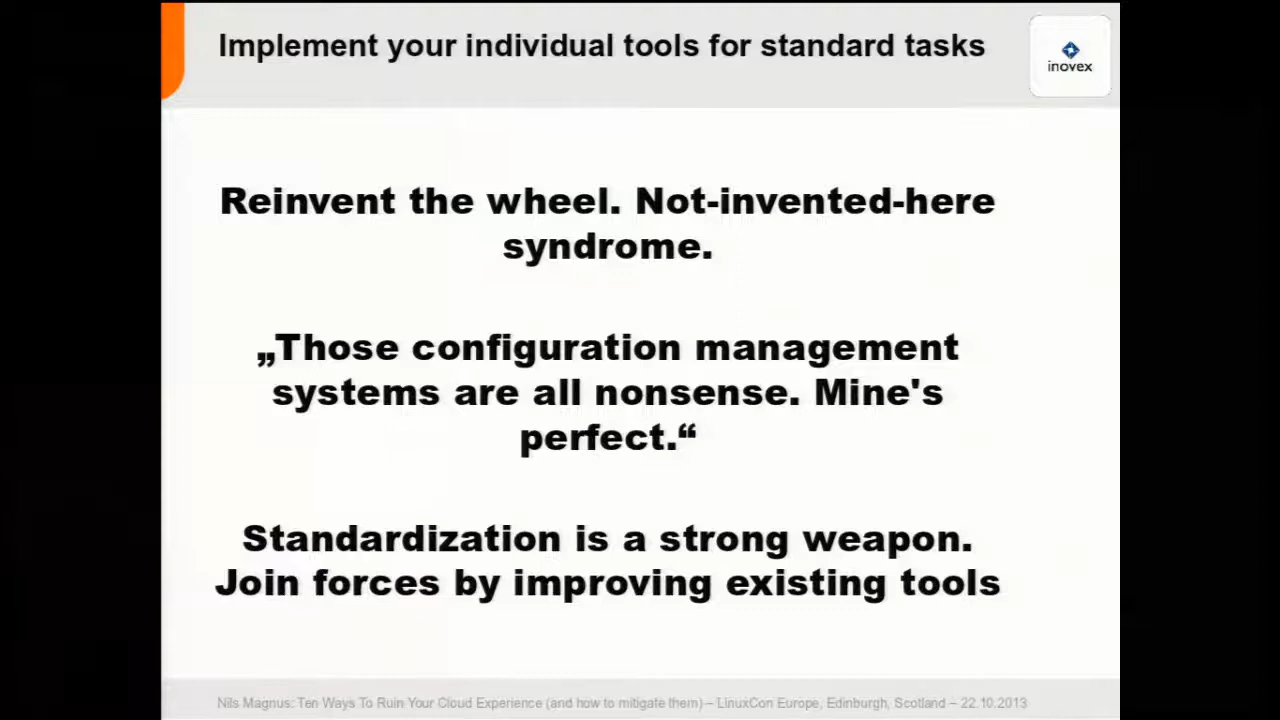 Implement your individual tools for standard tasks
inovex
Reinvent the wheel. Not-invented-here
syndrome.
„Those configuration management
systems are all nonsense. Mine's
perfect.“
Standardization is a strong weapon.
Join forces by improving existing tools
Nils Magnus: Ten Ways To Ruin Your Cloud Experience (and how to mitigate them) – LinuxCon Europe, Edinburgh, Scotland – 22.10.2013